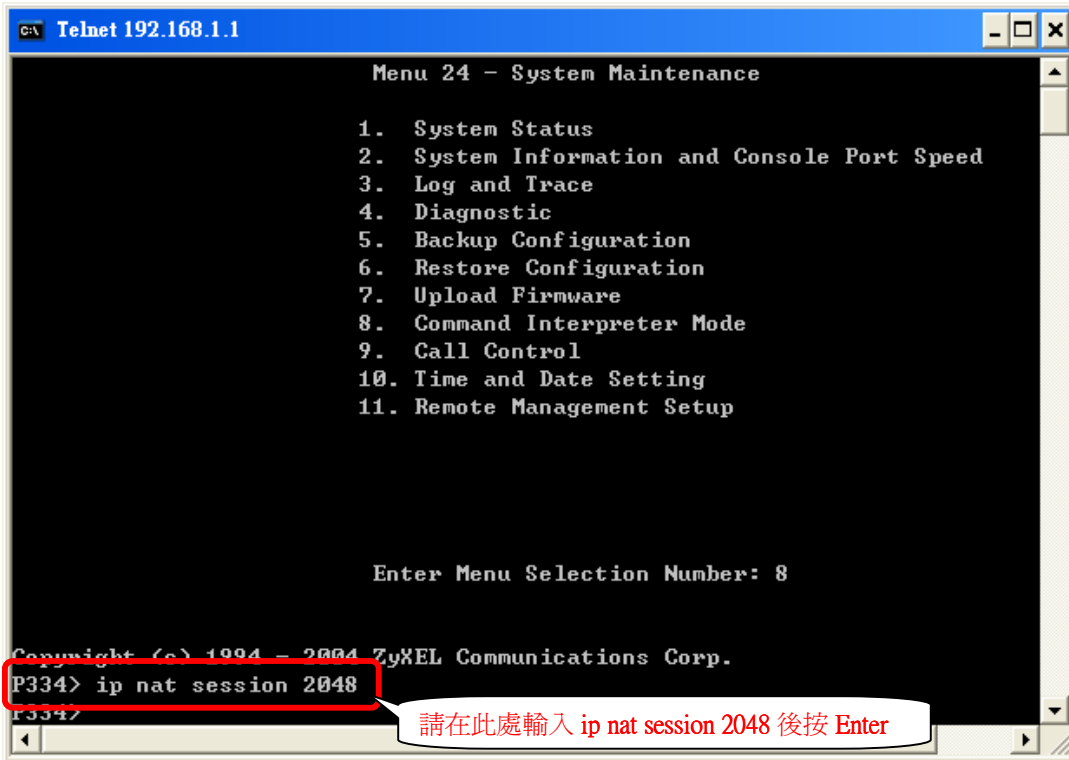 Telnet 192.168.1.1
Menu 24 - System Maintenance
1. System Status
2. System Information and Console Port Speed
3. Log and Trace
4. Diagnostic
5. Backup Configuration
6. Restore Configuration
7. Upload Firmware
8. Command Interpreter Mode
9. Call Control
10. Time and Date Setting
11. Remote Management Setup
Enter Menu Selection Number: 8
Copyright (c) 1994 - 2004 ZyXEL Communications Corp.
P334> ip nat session 2048
P334>
請在此處輸入 ip nat session 2048 後按 Enter